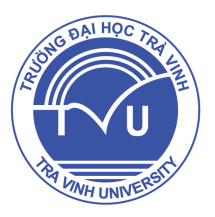 TRƯỜNG ĐẠI HỌC TRÀ VINH
TVU
TRA VINH UNIVERSITY